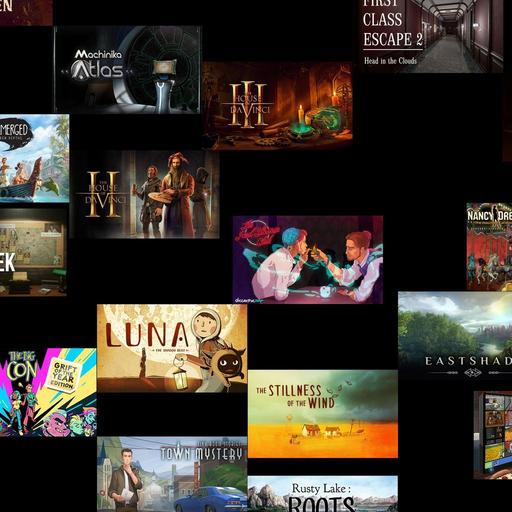 EN
FIRST
CLASS
ESCAPE 2
Head in the Clouds
Machinika
Atlas
III
THE
HOUSE
OF
DA VINCI
MERGED
II
THE
HOUSE
OF
DA VINCI
EK
NANCY DRE
LUNA
THE SHADOW DUST
EASTSHAD
THE BIG
CON
GRIFT
OF THE
YEAR
EDITION
THE STILLNESS
OF THE WIND
TOWN MYSTERY
Rusty Lake :
ROOTS